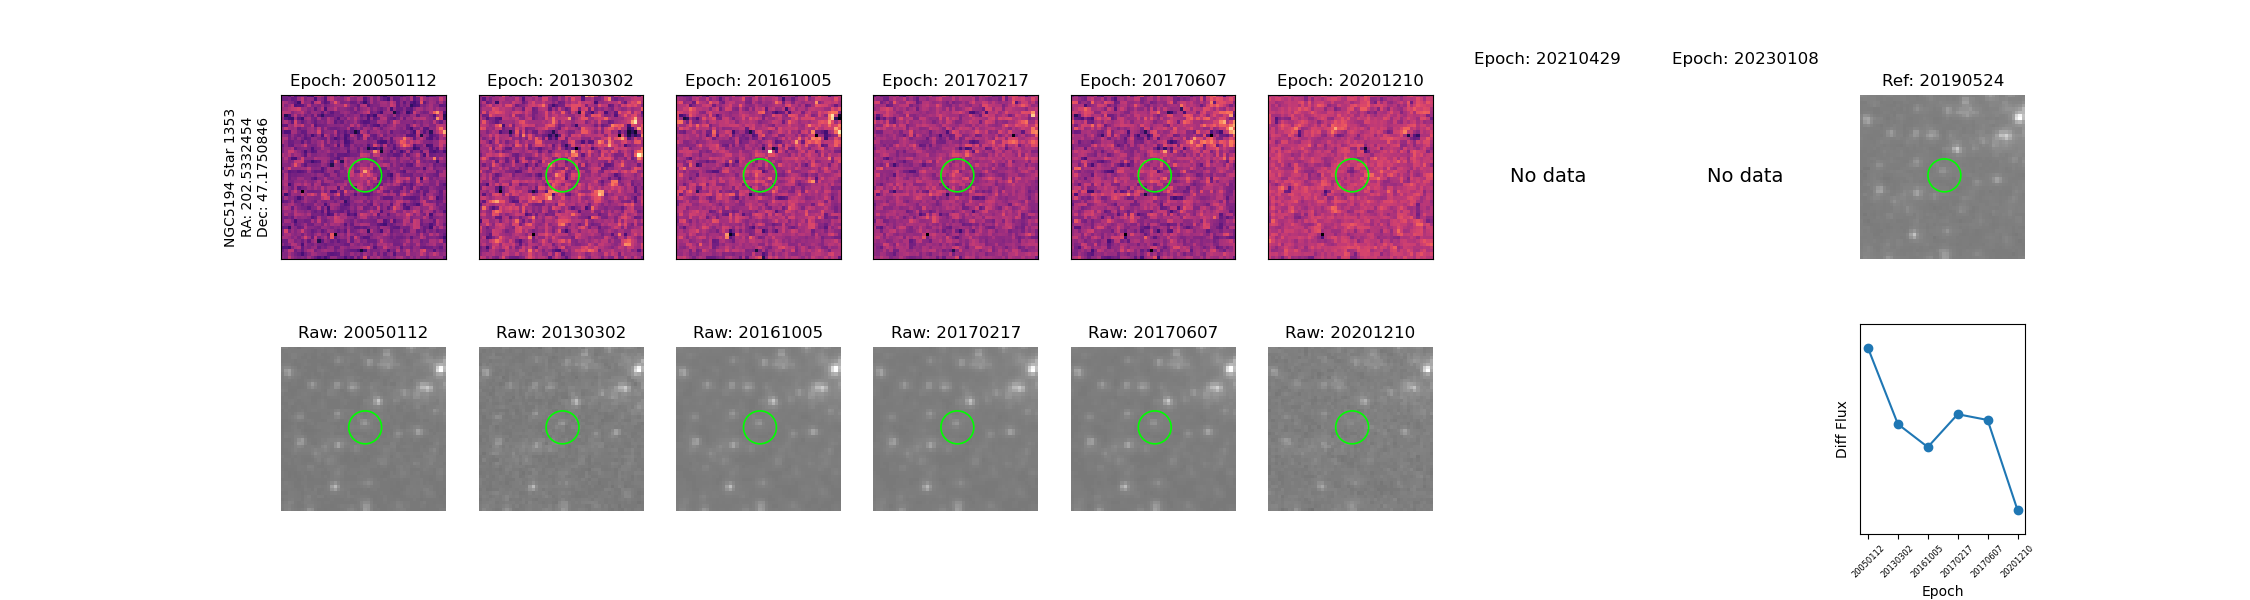 NGC5194 Star 1353
RA: 202.5332454
Dec: 47.1750846
Epoch: 20050112
Epoch: 20130302
Epoch: 20161005
Epoch: 20170217
Epoch: 20170607
Epoch: 20201210
Epoch: 20210429
Epoch: 20230108
Ref: 20190524
No data
No data
Raw: 20050112
Raw: 20130302
Raw: 20161005
Raw: 20170217
Raw: 20170607
Raw: 20201210
Diff Flux
20050112
20130302
20161005
20170217
20170607
20201210
Epoch